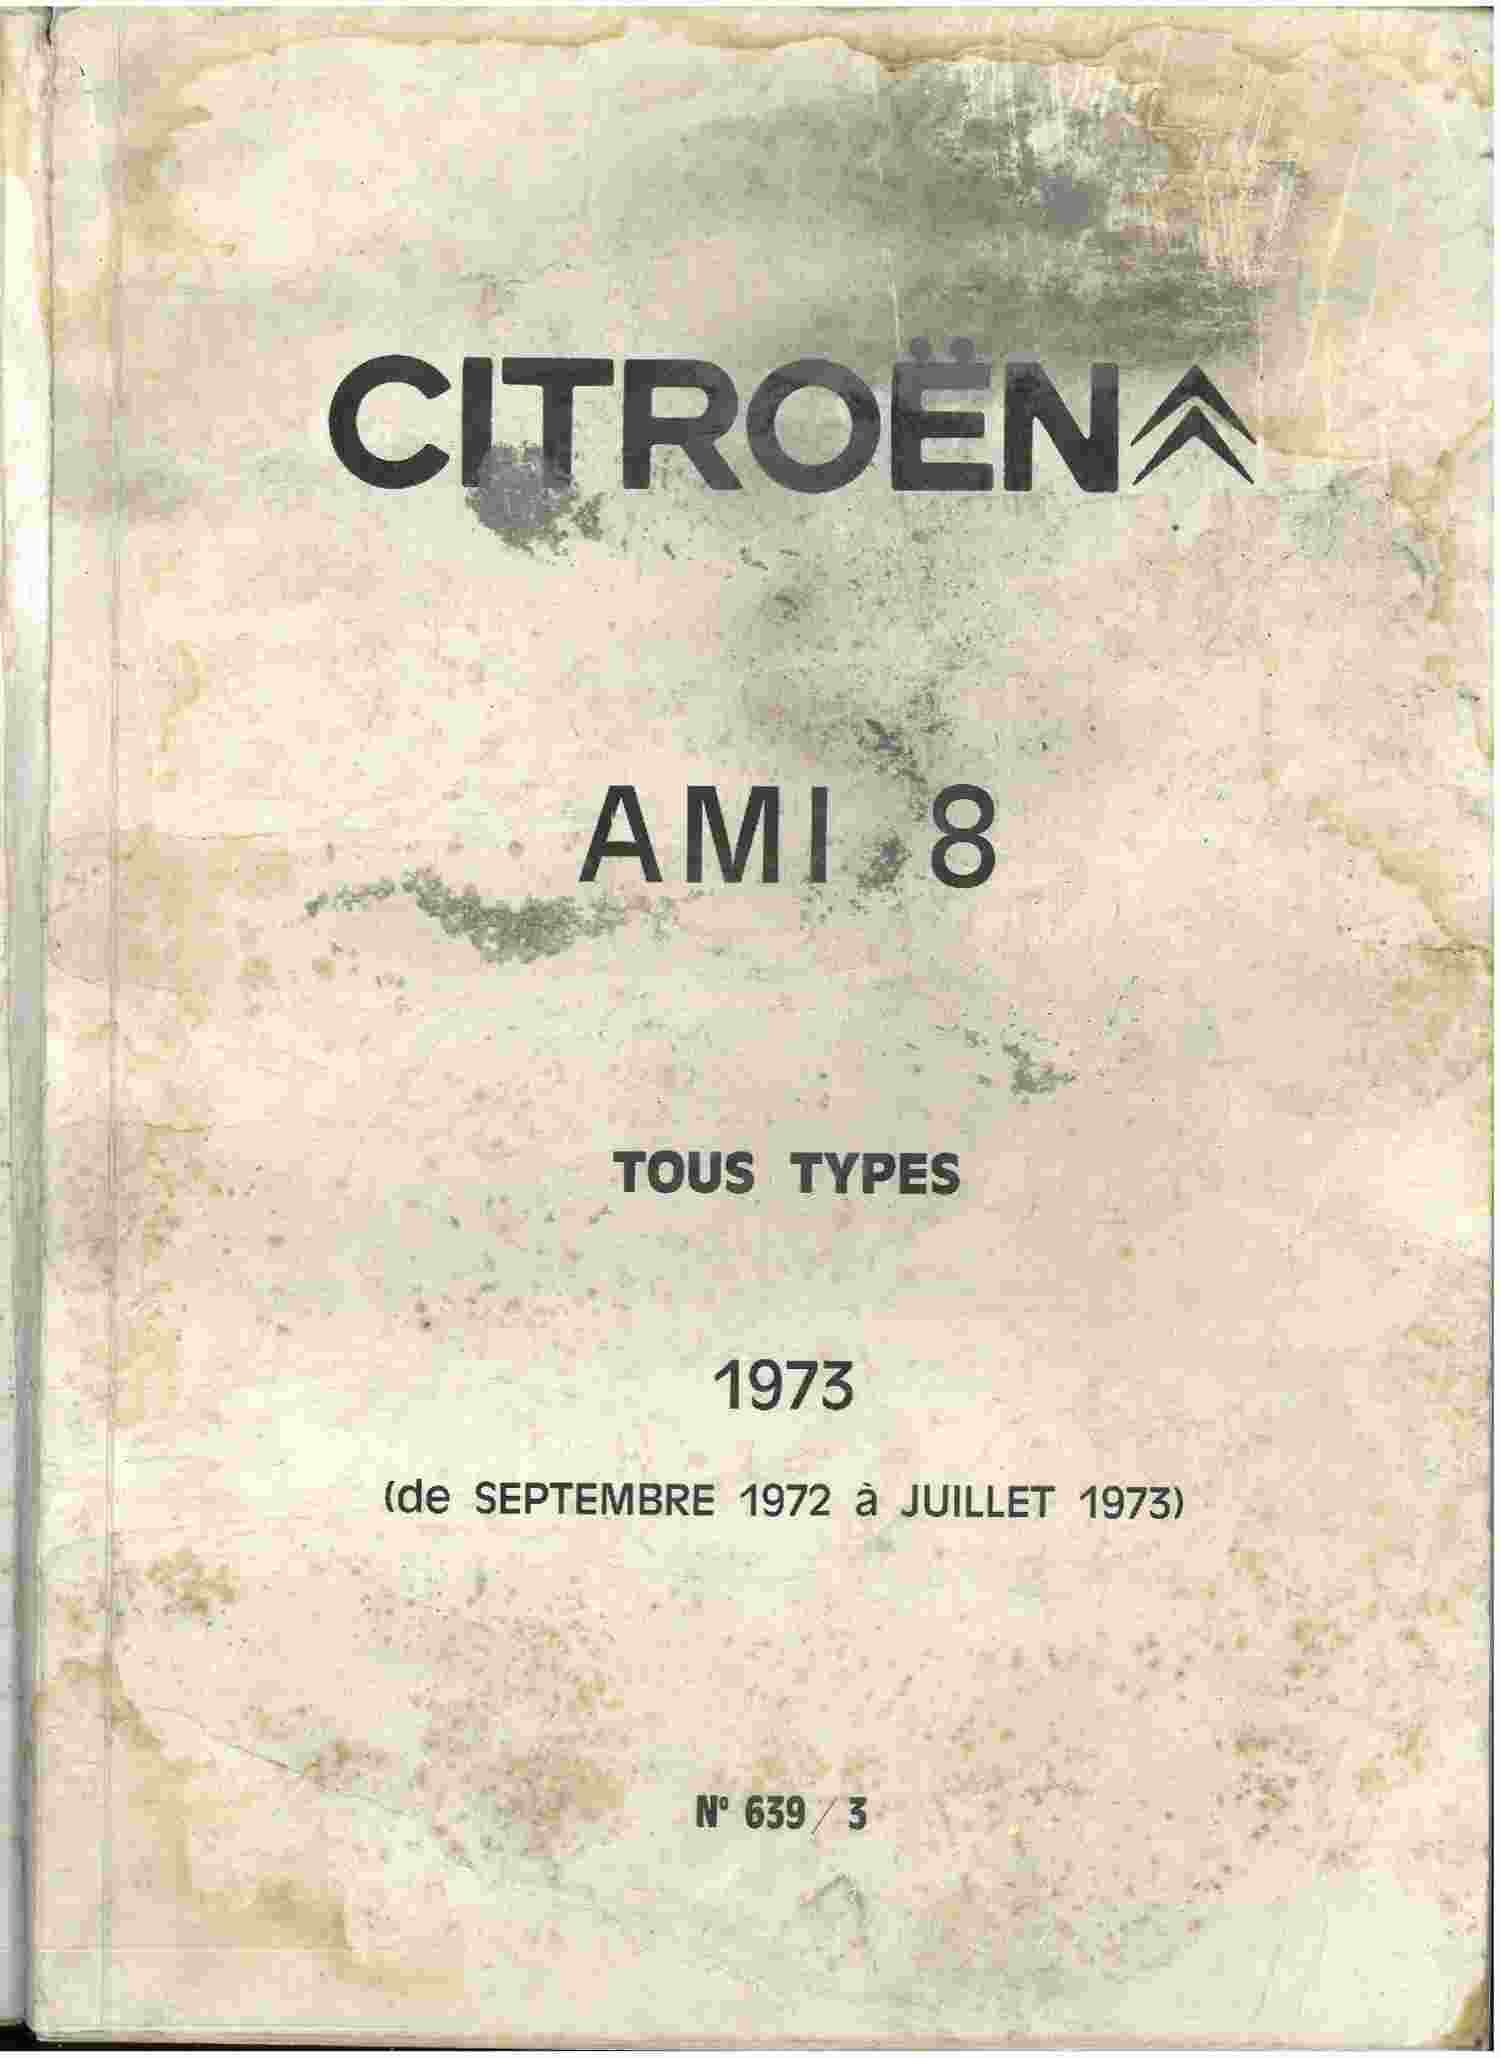 CITROËN
AMI 8
TOUS TYPES
1973
(de SEPTEMBRE 1972 à JUILLET 1973)
N° 639 / 3